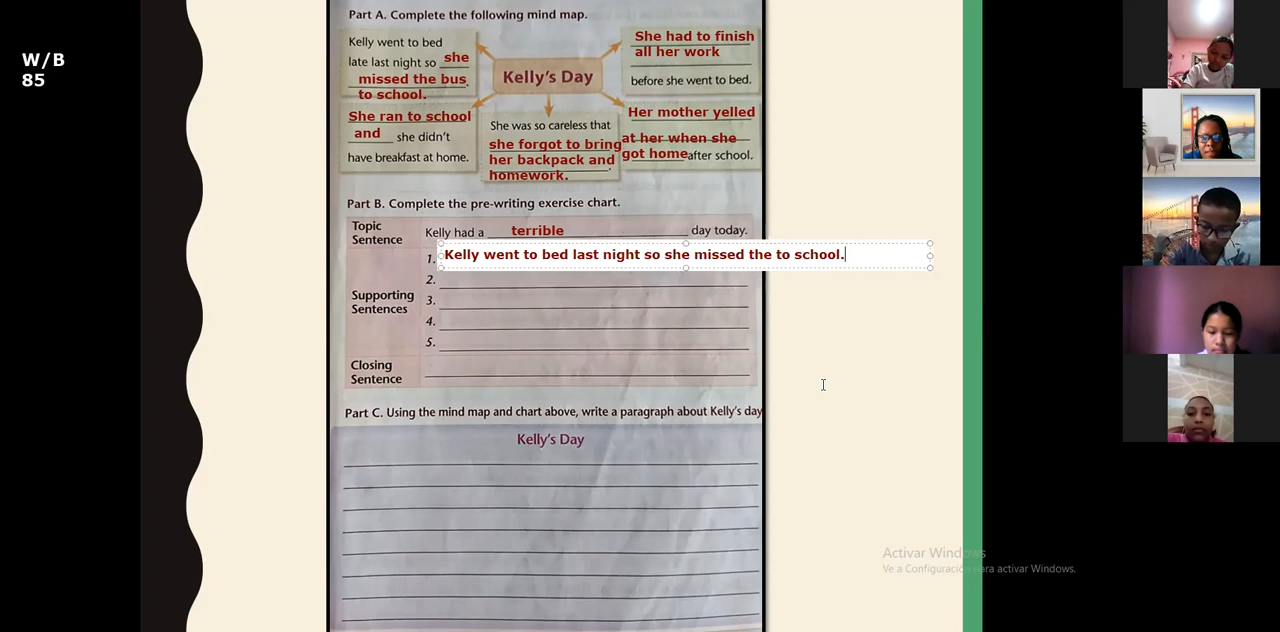 W/B
85
Part A. Complete the following mind map.
Kelly went to bed
late last night so she
missed the bus
to school.
She had to finish
all her work
before she went to bed.
Kelly's Day
She ran to school
and she didn't
have breakfast at home.
She was so careless that
she forgot to bring
her backpack and
homework.
Her mother yelled
at her when she
got home after school.
Part B. Complete the pre-writing exercise chart.
Topic
Sentence
Kelly had a terrible day today.
Supporting
Sentences
1. Kelly went to bed last night so she missed the to school.
2.
3.
4.
5.
Closing
Sentence
Part C. Using the mind map and chart above, write a paragraph about Kelly's day
Kelly's Day
Activar Windows
Ve a Configuración para activar Windows.